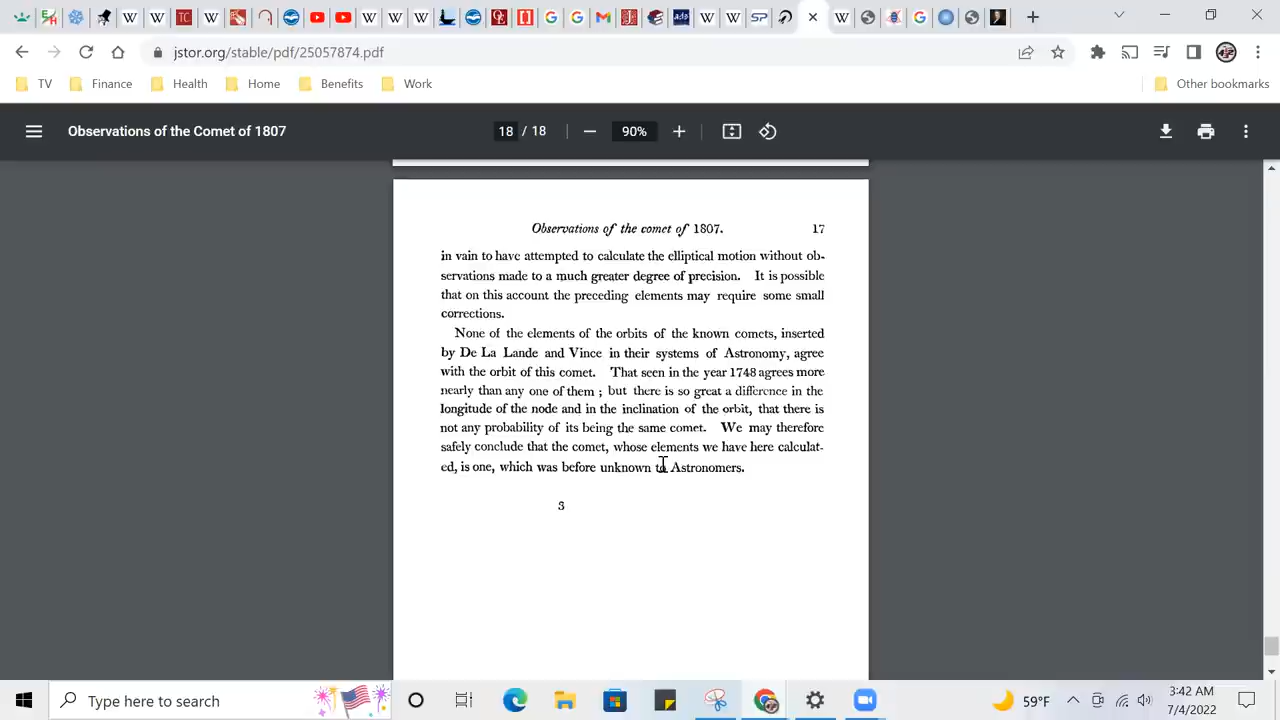 jstor.org/stable/pdf/25057874.pdf
TV Finance Health Home Benefits Work Other bookmarks
Observations of the Comet of 1807 18 / 18 90%
Observations of the comet of 1807. 17
in vain to have attempted to calculate the elliptical motion without ob-
servations made to a much greater degree of precision. It is possible
that on this account the preceding elements may require some small
corrections.
None of the elements of the orbits of the known comets, inserted
by De La Lande and Vince in their systems of Astronomy, agree
with the orbit of this comet. That seen in the year 1748 agrees more
nearly than any one of them ; but there is so great a difference in the
longitude of the node and in the inclination of the orbit, that there is
not any probability of its being the same comet. We may therefore
safely conclude that the comet, whose elements we have here calculat-
ed, is one, which was before unknown to Astronomers.
3
Type here to search
59°F
3:42 AM
7/4/2022